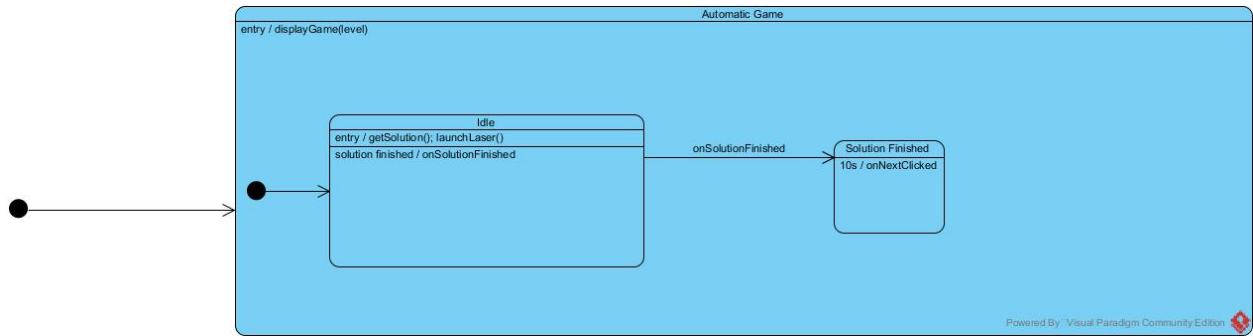 Automatic Game
entry / displayGame(level)
Idle
entry / getSolution(); launchLaser()
solution finished / onSolutionFinished
onSolutionFinished
Solution Finished
10s / onNextClicked
Powered By Visual Paradigm Community Edition